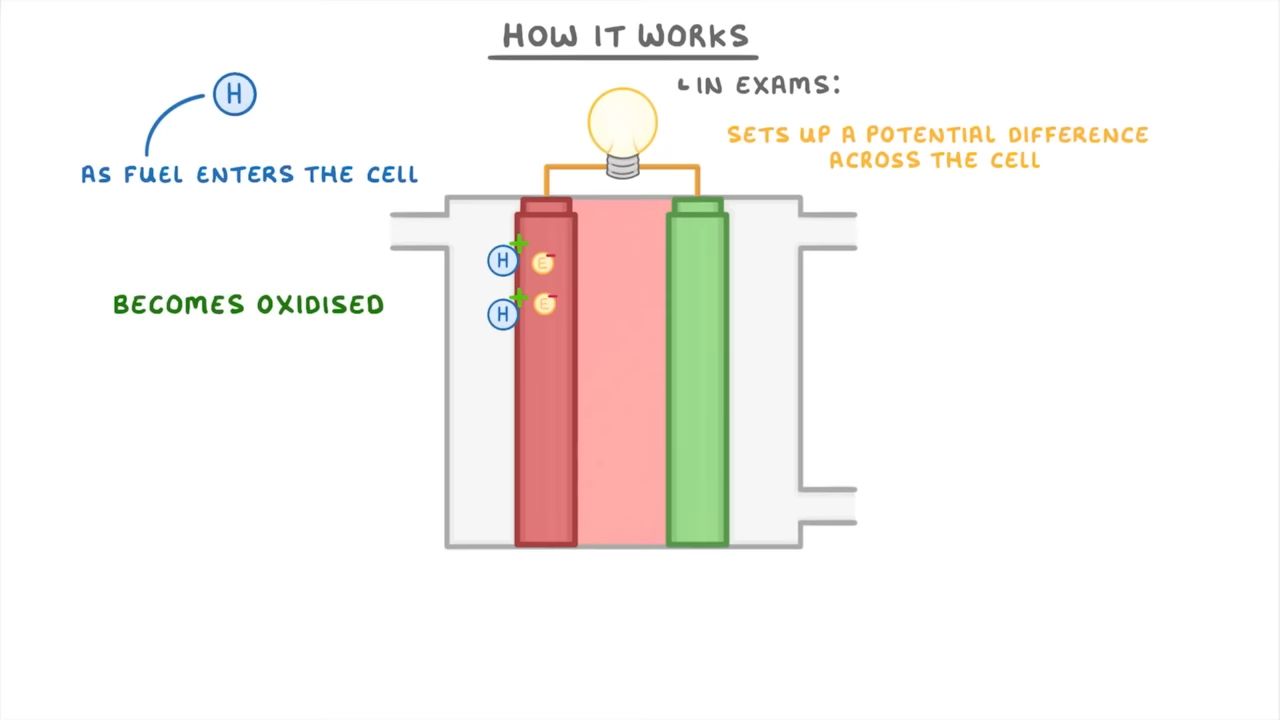 HOW IT WORKS
IN EXAMS:
H
SETS UP A POTENTIAL DIFFERENCE
ACROSS THE CELL
AS FUEL ENTERS THE CELL
H + E -
BECOMES OXIDISED
H + E -